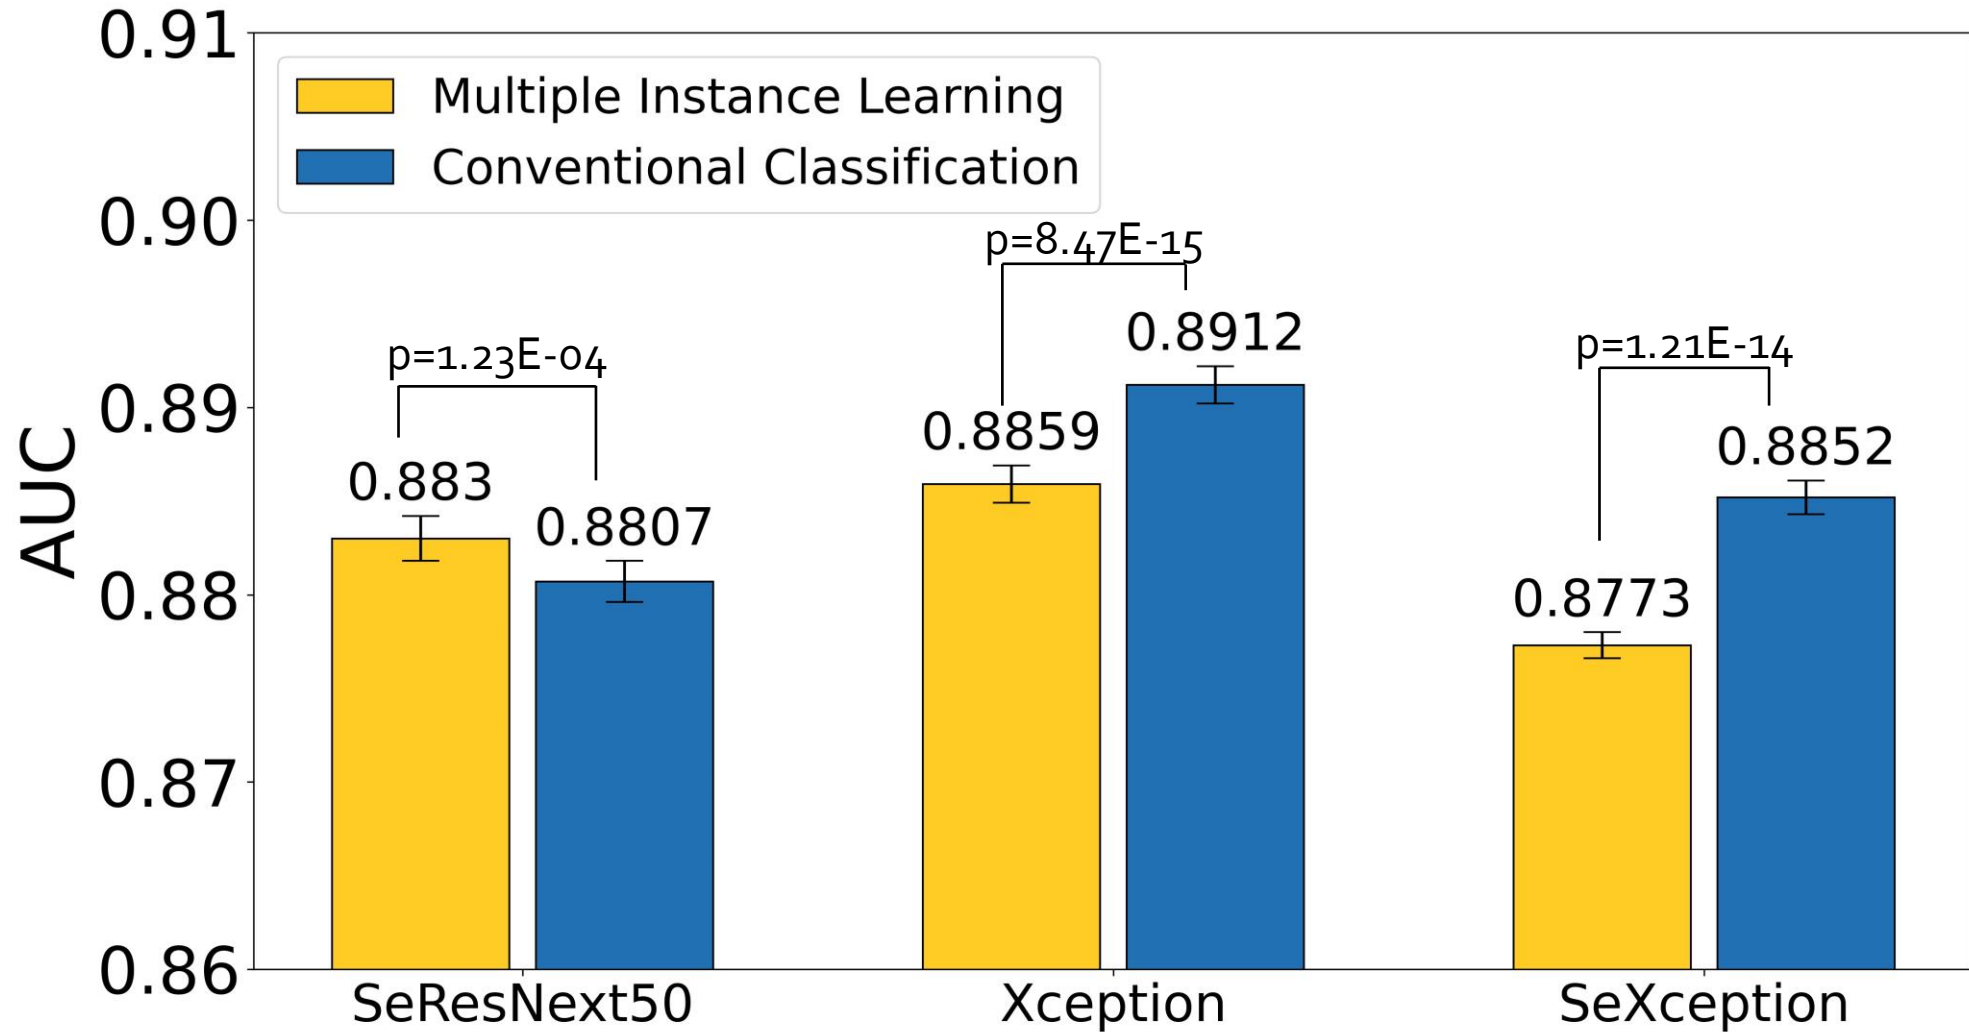 0.91
Multiple Instance Learning
Conventional Classification
0.90
p=8.47E-15
0.8912
p=1.23E-04
p=1.21E-14
0.89
0.8859
0.8852
AUC
0.883
0.8807
0.88
0.8773
0.87
0.86
SeResNext50
Xception
SeXception